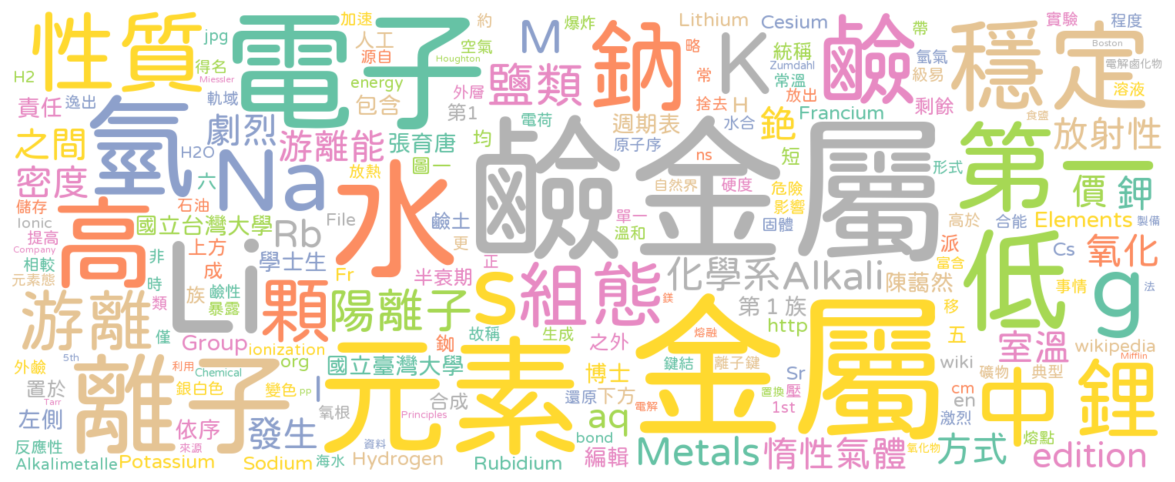 性質
電子
加速
人工
源自
約
空氣
爆炸
M
鈉
Lithium
略
常
K
Cesium
統稱
常溫
放出
鹼
帶
氫氣
級易
剩餘
穩定
實驗
程度
Boston
電解鹵化物
溶液
食鹽
jpg
得名
Miessler
Houghton
H2
責任
逸出
軌域
energy
包含
外層
第1
鹽類
捨去
H
Francium
之間
氫
劇烈
Na
H2O
游離能
張育唐
圖一
均
電荷
原子序
週期表
水合
銫
短
第一
放射性
形式
密度
六
放熱
水
鹼金屬
ns
自然界
硬度
危險
影響
價
鉀
儲存
石油
國立台灣大學
Ionic
提高
Company
高
Li
Rb
File
鹼土
單一
溫和
固體
高於
合能
Elements
製備
元素態
相較
非
時
上方
成
學士生
更
Fr
半衰期
正
s
組態
化學系
Alkali
陳藹然
派
低
Cs
氧化
富含
事情
法
g
游離
族
類
鹼性
暴露
僅
顆
陽離子
故稱
生成
鎂
之外
第 1 族
http
移
五
室溫
Group
ionization
銣
熔融
外鹼
5th
利用
離子
org
國立臺灣大學
元素
鍵結
離子鍵
金屬
Sr
壓
置換
wiki
wikipedia
礦物
典型
Mifflin
置於
Chemical
銀白色
變色
PP
I
氧根
合成
Principles
博士
還原
下方
電解
1st
cm
en
激烈
中
鋰
左側
Tarr
依序
發生
aq
bond
反應性
來源
資料
Alkalimetalle
Potassium
Sodium
海水
Hydrogen
Rubidium
編輯
Metals
惰性氣體
氧化物
方式
熔點
edition
Zumdahl